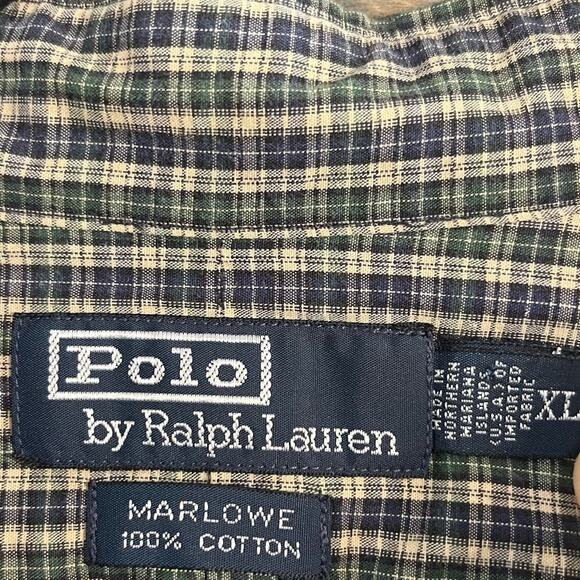 Polo
by Ralph Lauren
MADE IN
NORTHERN
MARIANA
ISLANDS
(U.S.A.) OF
IMPORTED
FABRIC
XL
MARLOWE
100% COTTON